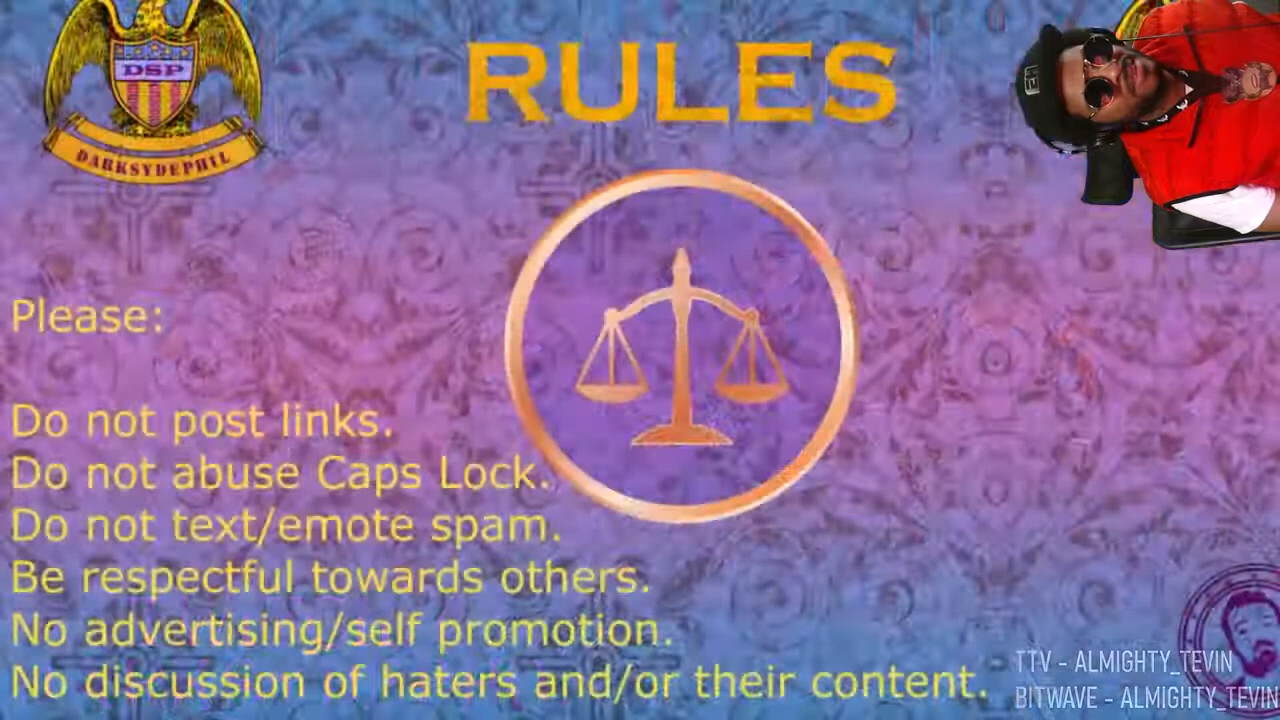 DSP
DARKSYDEPHIL
RULES
Please:
Do not post links.
Do not abuse Caps Lock.
Do not text/emote spam.
Be respectful towards others.
No advertising/self promotion.
No discussion of haters and/or their content.
TTV - ALMIGHTY_TEVIN
BITWAVE - ALMIGHTY_TEVIN